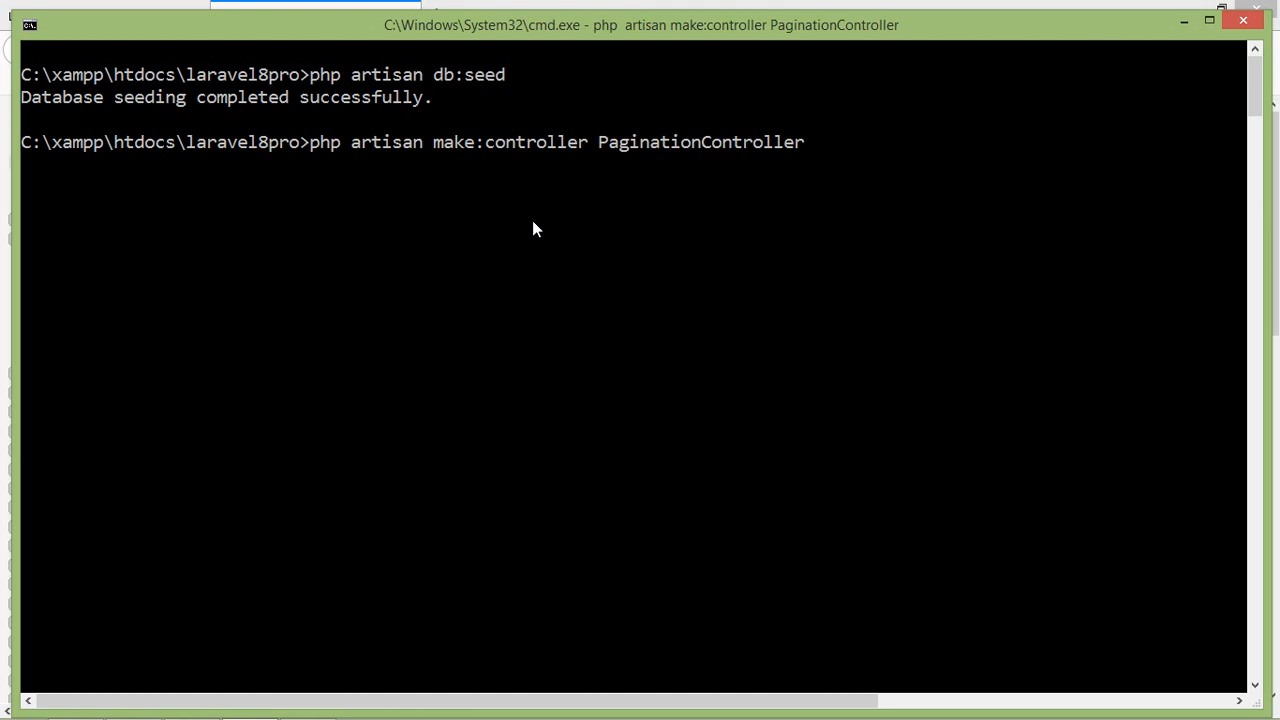 C:\Windows\System32\cmd.exe - php  artisan make:controller PaginationController
C:\xampp\htdocs\laravel8pro>php artisan db:seed
Database seeding completed successfully.
C:\xampp\htdocs\laravel8pro>php artisan make:controller PaginationController